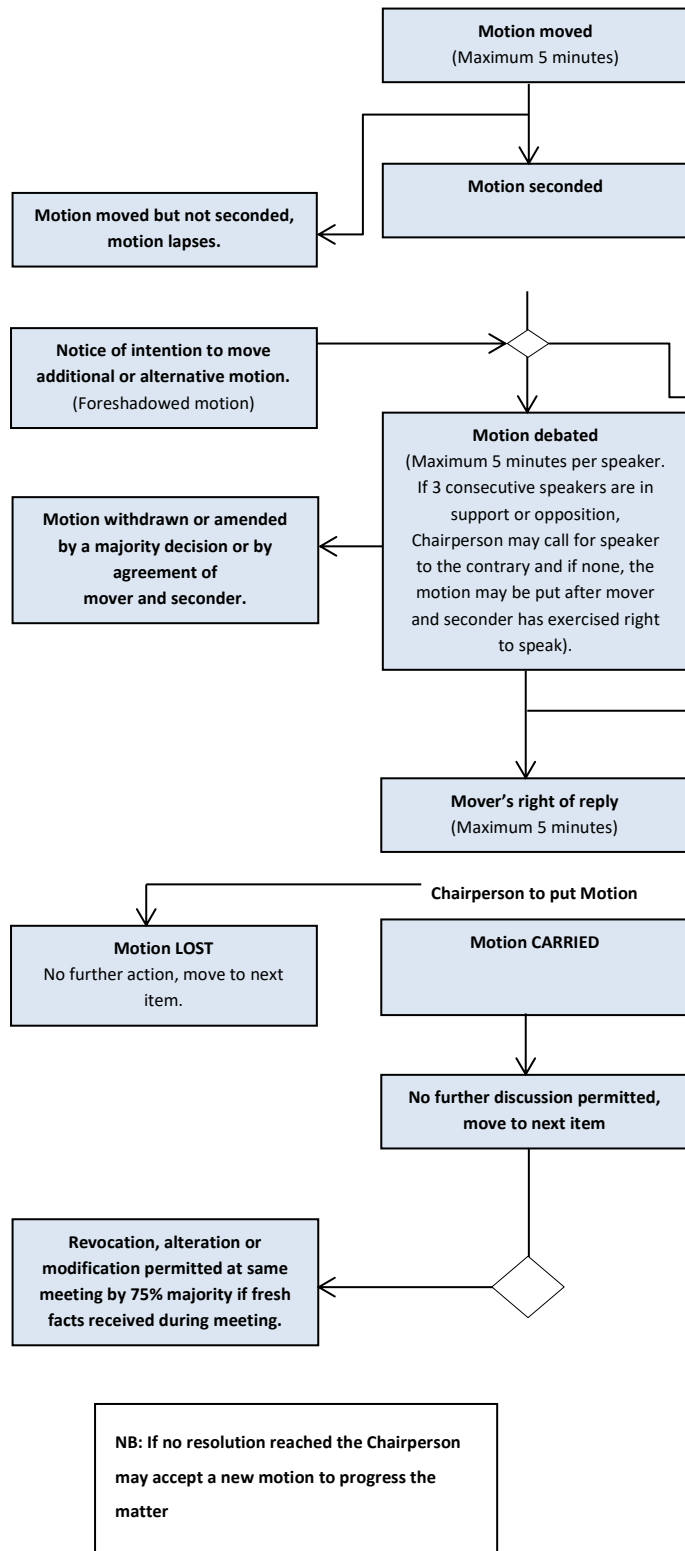 Motion moved
(Maximum 5 minutes)
Motion seconded
Motion moved but not seconded,
motion lapses.
Notice of intention to move
additional or alternative motion.
(Foreshadowed motion)
Motion debated
(Maximum 5 minutes per speaker.
If 3 consecutive speakers are in
support or opposition,
Chairperson may call for speaker
to the contrary and if none, the
motion may be put after mover
and seconder has exercised right
to speak).
Motion withdrawn or amended
by a majority decision or by
agreement of
mover and seconder.
Mover’s right of reply
(Maximum 5 minutes)
Chairperson to put Motion
Motion LOST
No further action, move to next
item.
Motion CARRIED
No further discussion permitted,
move to next item
Revocation, alteration or
modification permitted at same
meeting by 75% majority if fresh
facts received during meeting.
NB: If no resolution reached the Chairperson
may accept a new motion to progress the
matter